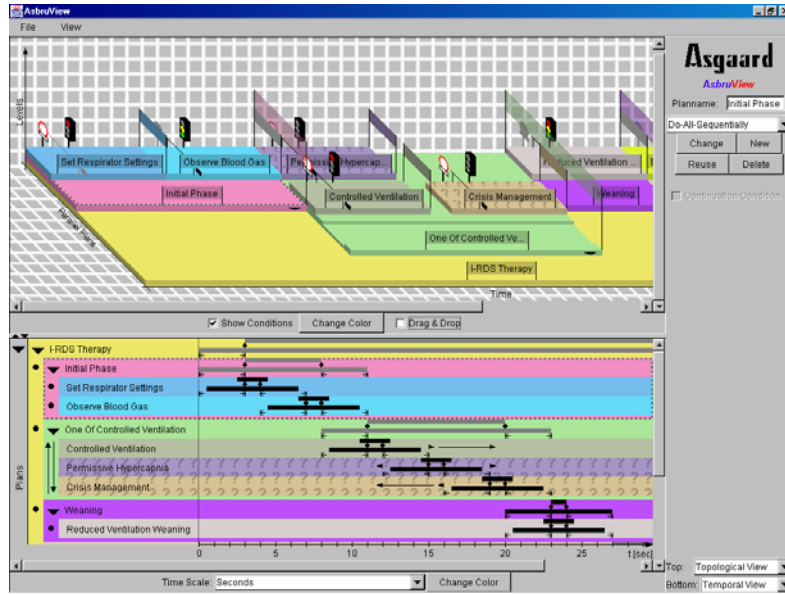 AsbruView
File View
Levels
Set Respirator Settings
Observe Blood Gas
Permissive Hypercap...
Reduced Ventilation ...
Initial Phase
Controlled Ventilation
Crisis Management
Weaning
One Of Controlled Ve...
I-RDS Therapy
Parallel Plans
Time
Show Conditions Change Color Drag & Drop
Asgaard
AsbruView
Planname: Initial Phase
Do-All-Sequentially
Change New
Reuse Delete
Continuation Condition
Plans
I-RDS Therapy
Initial Phase
Set Respirator Settings
Observe Blood Gas
One Of Controlled Ventilation
Controlled Ventilation
Permissive Hypercapnia
Crisis Management
Weaning
Reduced Ventilation Weaning
0 5 10 15 20 25 t [sec]
Time Scale: Seconds Change Color
Top: Topological View
Bottom: Temporal View